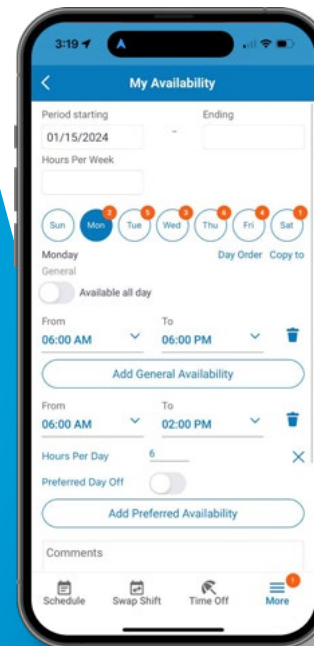 3:19
My Availability
Period starting Ending
01/15/2024 -
Hours Per Week
Sun Mon 2 Tue 5 Wed 3 Thu 6 Fri 4 Sat 1
Monday Day Order Copy to
General
Available all day
From To
06:00 AM 06:00 PM
Add General Availability
From To
06:00 AM 02:00 PM
Hours Per Day 6
Preferred Day Off
Add Preferred Availability
Comments
Schedule Swap Shift Time Off More 1